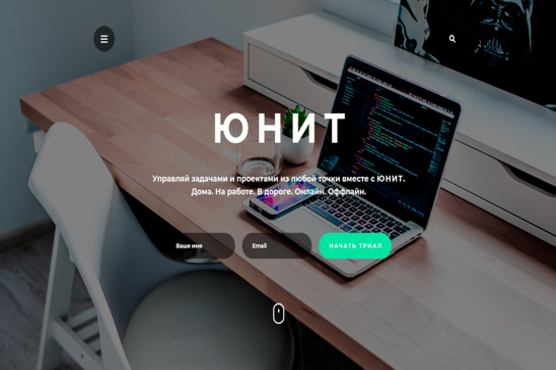 ЮНИТ
Управляй задачами и проектами из любой точки вместе с ЮНИТ.
Дома. На работе. В дороге. Онлайн. Оффлайн.
Ваше имя
Email
НАЧАТЬ ТРИАЛ